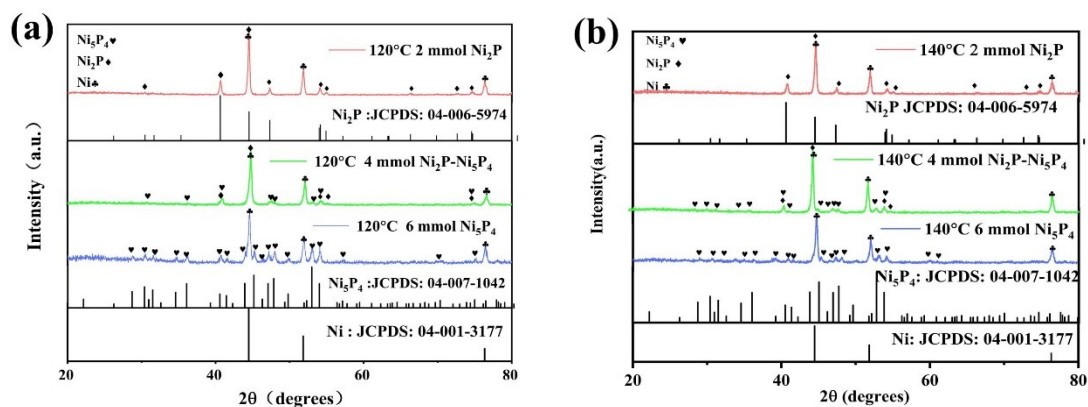 (a)
Ni₅P₄♥
Ni₂P♦
Ni♣
120°C 2 mmol Ni₂P
Ni₂P :JCPDS: 04-006-5974
120°C 4 mmol Ni₂P-Ni₅P₄
120°C 6 mmol Ni₅P₄
Ni₅P₄ :JCPDS: 04-007-1042
Ni : JCPDS: 04-001-3177
Intensity (a.u.)
20 40 60 80
2θ (degrees)
(b)
Ni₅P₄ ♥
Ni₂P ♦
Ni ♣
140°C 2 mmol Ni₂P
Ni₂P JCPDS: 04-006-5974
140°C 4 mmol Ni₂P-Ni₅P₄
140°C 6 mmol Ni₅P₄
Ni₅P₄: JCPDS: 04-007-1042
Ni: JCPDS: 04-001-3177
Intensity(a.u.)
20 40 60 80
2θ (degrees)